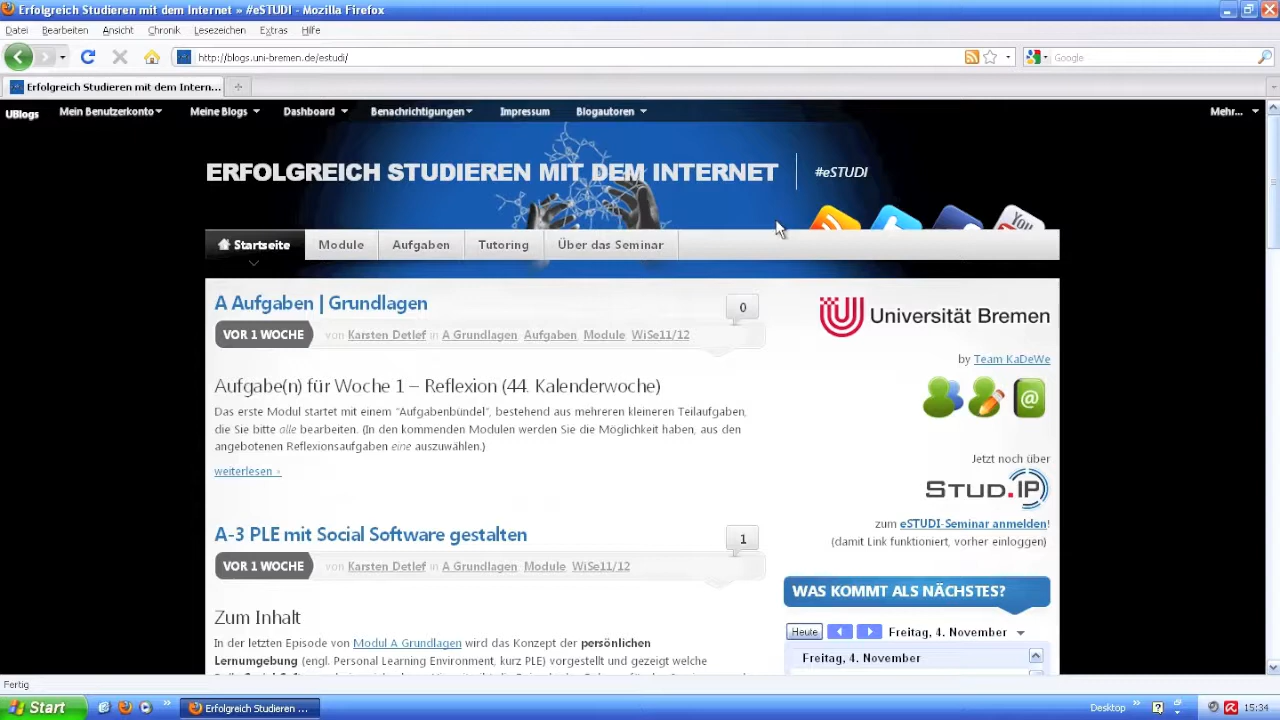 Erfolgreich Studieren mit dem Internet » #eSTUDI - Mozilla Firefox
Datei Bearbeiten Ansicht Chronik Lesezeichen Extras Hilfe
http://blogs.uni-bremen.de/estudi/
Google
Erfolgreich Studieren mit dem Intern...
UBlogs Mein Benutzerkonto Meine Blogs Dashboard Benachrichtigungen Impressum Blogautoren Mehr...
ERFOLGREICH STUDIEREN MIT DEM INTERNET #eSTUDI
You
Startseite Module Aufgaben Tutoring Über das Seminar
A Aufgaben | Grundlagen
0
VOR 1 WOCHE von Karsten Detlef in A Grundlagen Aufgaben Module WiSe11/12
Aufgabe(n) für Woche 1 – Reflexion (44. Kalenderwoche)
Das erste Modul startet mit einem "Aufgabenbündel", bestehend aus mehreren kleineren Teilaufgaben,
die Sie bitte alle bearbeiten. (In den kommenden Modulen werden Sie die Möglichkeit haben, aus den
angebotenen Reflexionsaufgaben eine auszuwählen.)
weiterlesen »
A-3 PLE mit Social Software gestalten
1
VOR 1 WOCHE von Karsten Detlef in A Grundlagen Module WiSe11/12
Zum Inhalt
In der letzten Episode von Modul A Grundlagen wird das Konzept der persönlichen
Lernumgebung (engl. Personal Learning Environment, kurz PLE) vorgestellt und gezeigt welche
Universität Bremen
by Team KaDeWe
@
Jetzt noch über
STUD.IP
zum eSTUDI-Seminar anmelden!
(damit Link funktioniert, vorher einloggen)
WAS KOMMT ALS NÄCHSTES?
Heute Freitag, 4. November
Freitag, 4. November
Fertig
Start Erfolgreich Studieren ... Desktop 15:34